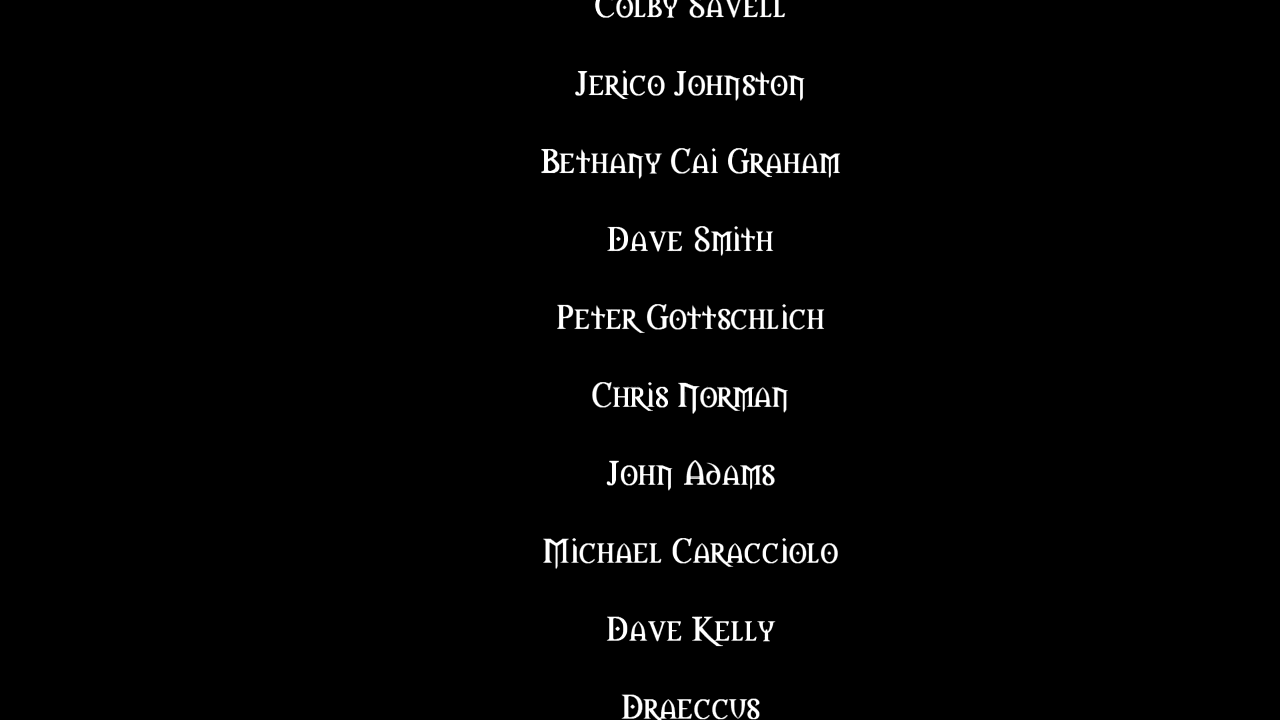 Colby Savell
Jerico Johnston
Bethany Cai Graham
Dave Smith
Peter Gottschlich
Chris Norman
John Adams
Michael Caracciolo
Dave Kelly
Draeccus